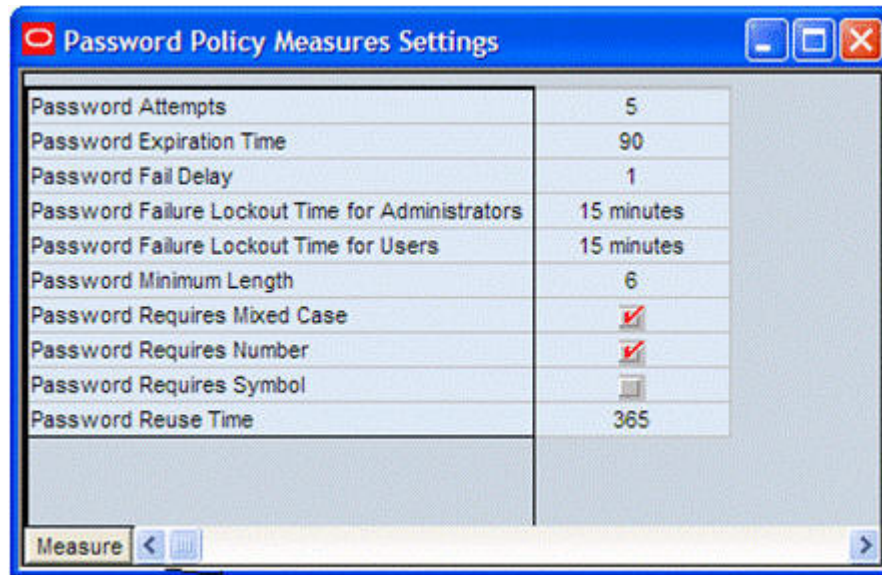 Password Policy Measures Settings
Password Attempts 5
Password Expiration Time 90
Password Fail Delay 1
Password Failure Lockout Time for Administrators 15 minutes
Password Failure Lockout Time for Users 15 minutes
Password Minimum Length 6
Password Requires Mixed Case
Password Requires Number
Password Requires Symbol
Password Reuse Time 365
Measure